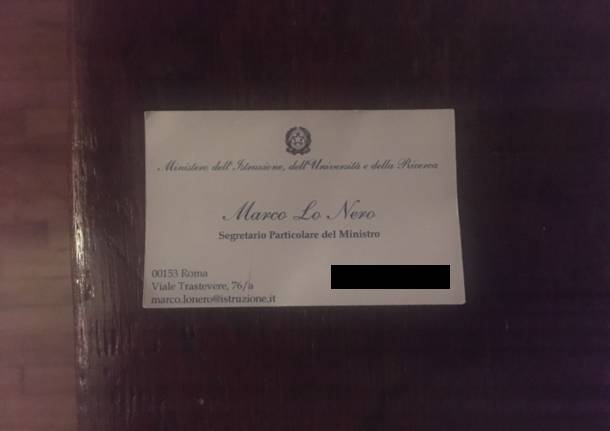 Ministero dell'Istruzione, dell'Università e della Ricerca
Marco Lo Nero
Segretario Particolare del Ministro
00153 Roma
Viale Trastevere, 76/a
marco.lonero@istruzione.it